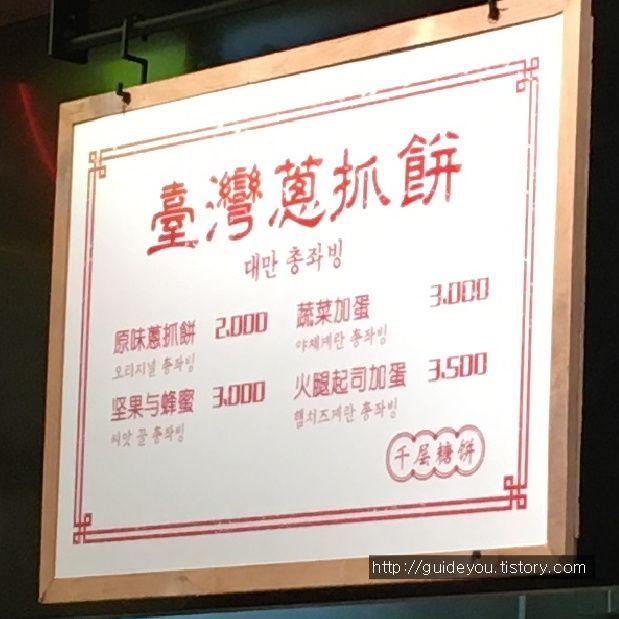 臺灣蔥抓餅
대만 총좌빙
原味蔥抓餅 2,000
오리지널 총좌빙
坚果与蜂蜜 3,000
씨앗 꿀 총좌빙
蔬菜加蛋 3,000
야채계란 총좌빙
火腿起司加蛋 3,500
햄치즈계란 총좌빙
千层糖饼
http://guideyou.tistory.com